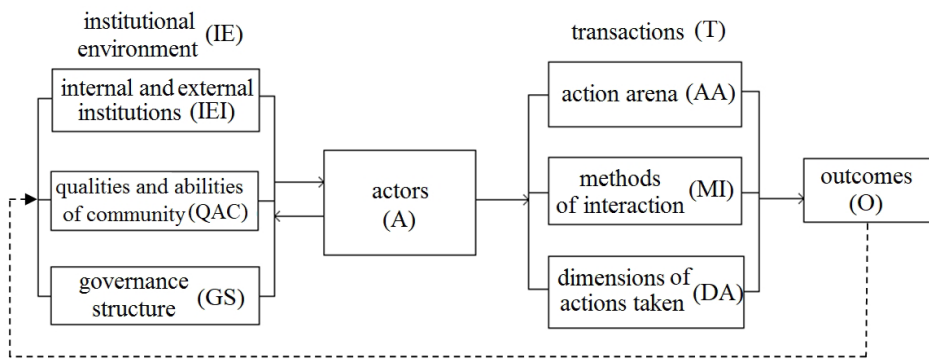 institutional
environment (IE)
internal and external
institutions (IEI)
qualities and abilities
of community (QAC)
governance
structure (GS)
actors
(A)
transactions (T)
action arena (AA)
methods
of interaction (MI)
dimensions of
actions taken (DA)
outcomes
(O)